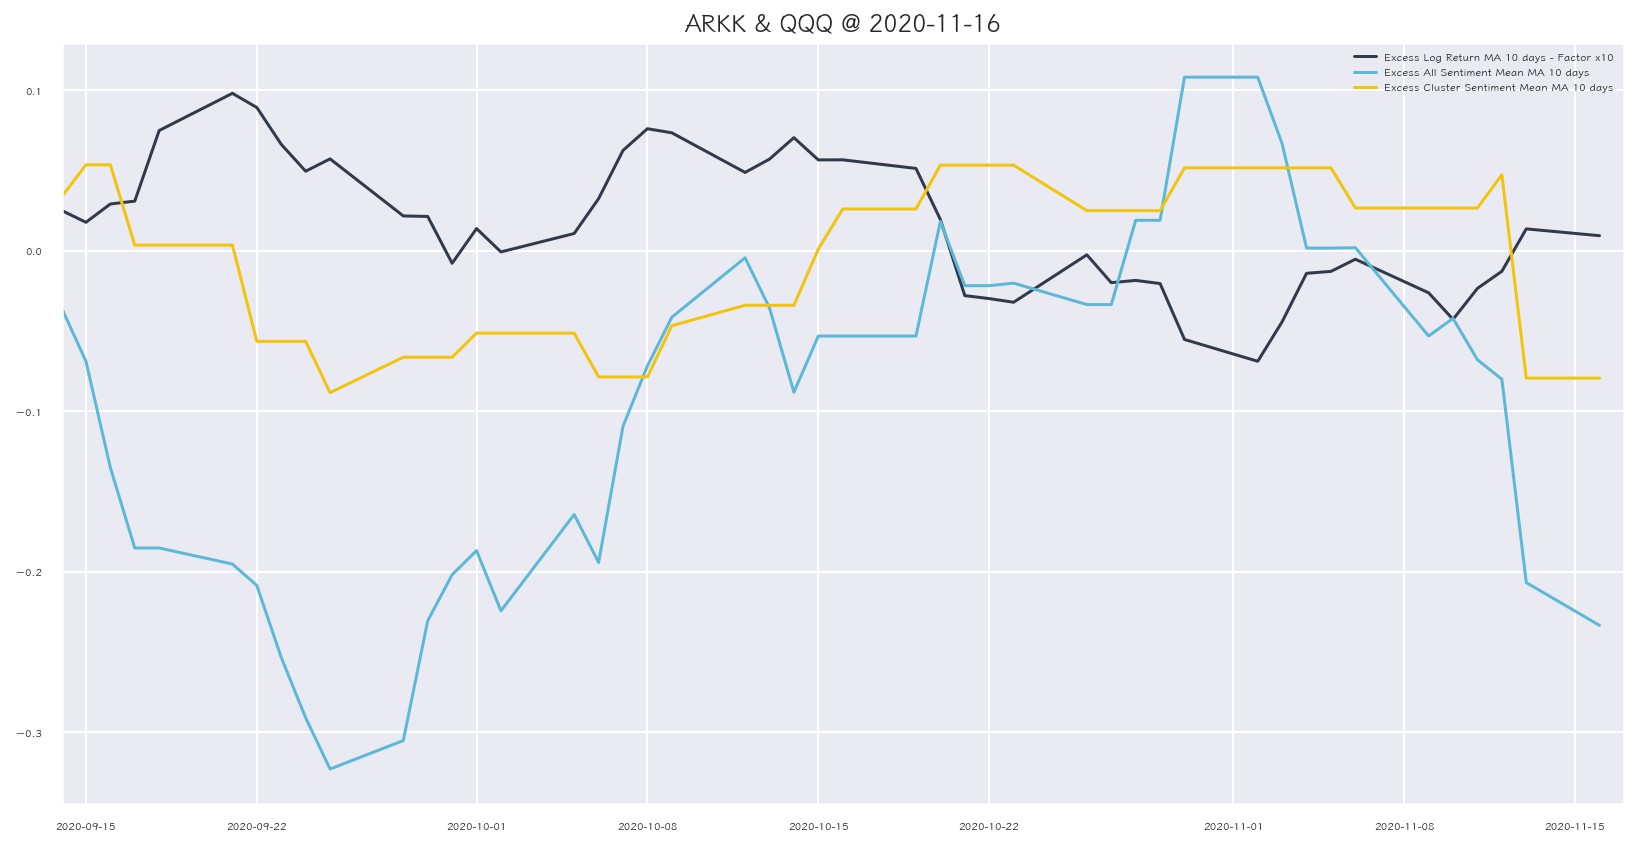 ARKK & QQQ @ 2020-11-16
Excess Log Return MA 10 days - Factor x10
Excess All Sentiment Mean MA 10 days
Excess Cluster Sentiment Mean MA 10 days
0.1
0.0
−0.1
−0.2
−0.3
2020-09-15 2020-09-22 2020-10-01 2020-10-08 2020-10-15 2020-10-22 2020-11-01 2020-11-08 2020-11-15